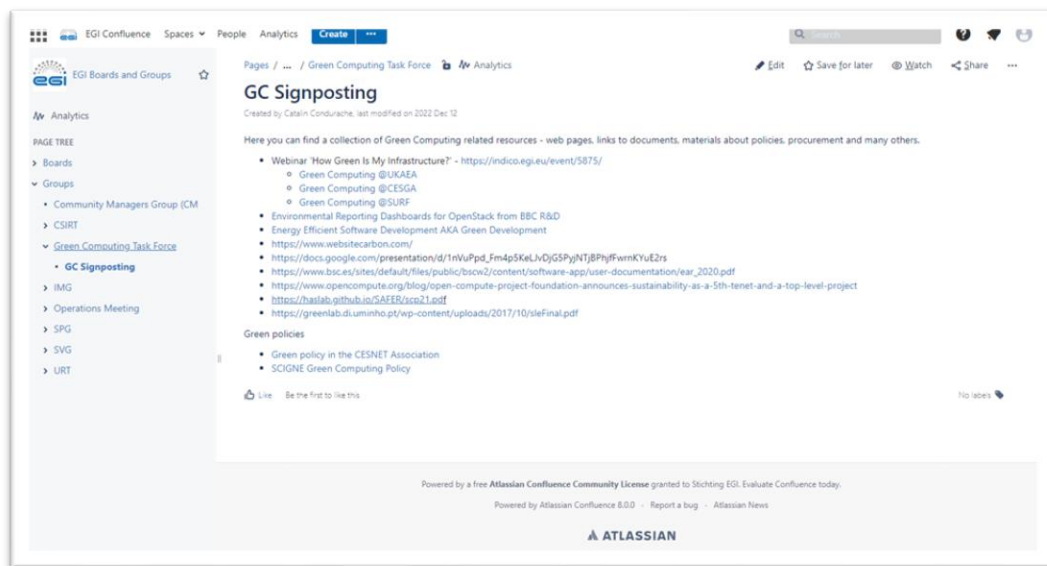 EGI Confluence Spaces People Analytics Create ··· Search
EGI Boards and Groups
Analytics
PAGE TREE
Boards
Groups
Community Managers Group (CM
CSIRT
Green Computing Task Force
GC Signposting
IMG
Operations Meeting
SPG
SVG
URT
Pages / ... / Green Computing Task Force Analytics
Edit Save for later Watch Share ···
GC Signposting
Created by Catalin Condurache, last modified on 2022 Dec 12
Here you can find a collection of Green Computing related resources - web pages, links to documents, materials about policies, procurement and many others.
• Webinar 'How Green Is My Infrastructure?' - https://indico.egi.eu/event/5875/
Green Computing @UKAEA
Green Computing @CESGA
Green Computing @SURF
• Environmental Reporting Dashboards for OpenStack from BBC R&D
• Energy Efficient Software Development AKA Green Development
• https://www.websitecarbon.com/
• https://docs.google.com/presentation/d/1nVuPpd_Fm4p5KeLJvDjG5PyjNTjBPhjfFwrnKYuE2rs
• https://www.bsc.es/sites/default/files/public/bscw2/content/software-app/user-documentation/ear_2020.pdf
• https://www.opencompute.org/blog/open-compute-project-foundation-announces-sustainability-as-a-5th-tenet-and-a-top-level-project
• https://haslab.github.io/SAFER/scp21.pdf
• https://greenlab.di.uminho.pt/wp-content/uploads/2017/10/sleFinal.pdf
Green policies
• Green policy in the CESNET Association
• SCIGNE Green Computing Policy
Like Be the first to like this
No labels
Powered by a free Atlassian Confluence Community License granted to Stichting EGI. Evaluate Confluence today.
Powered by Atlassian Confluence 8.0.0 · Report a bug · Atlassian News
ATLASSIAN